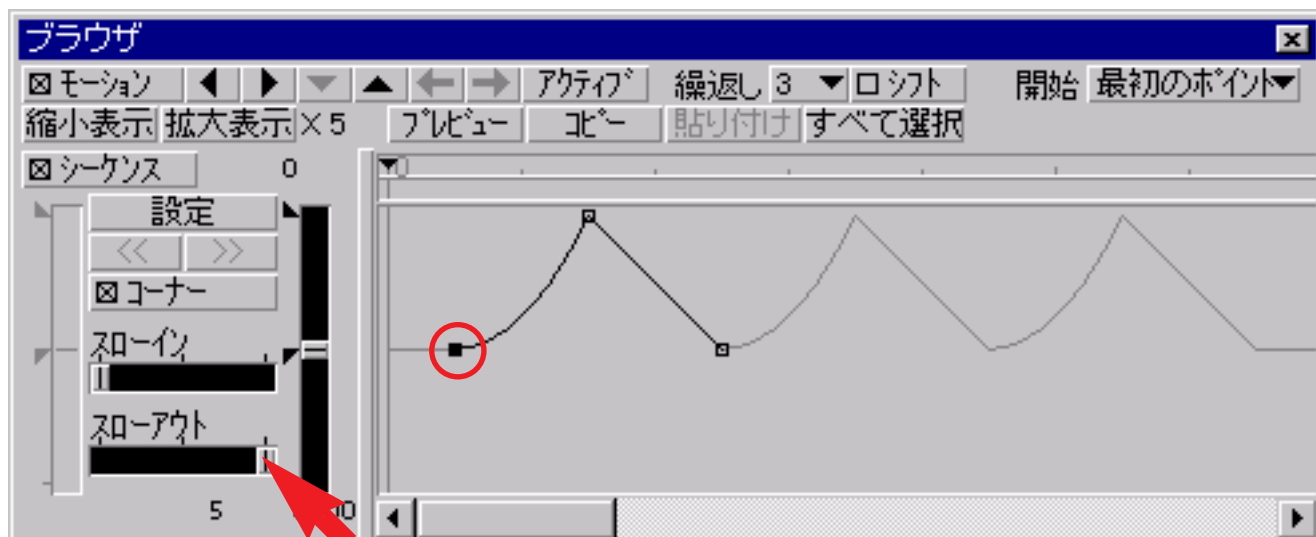 ブラウザ
モーション アクティブ 繰返し 3 シフト 開始 最初のポイント
縮小表示 拡大表示 ×5 プレビュー コピー 貼り付け すべて選択
シーケンス 0 0
設定
<< >>
コーナー
スローイン
スローアウト
5